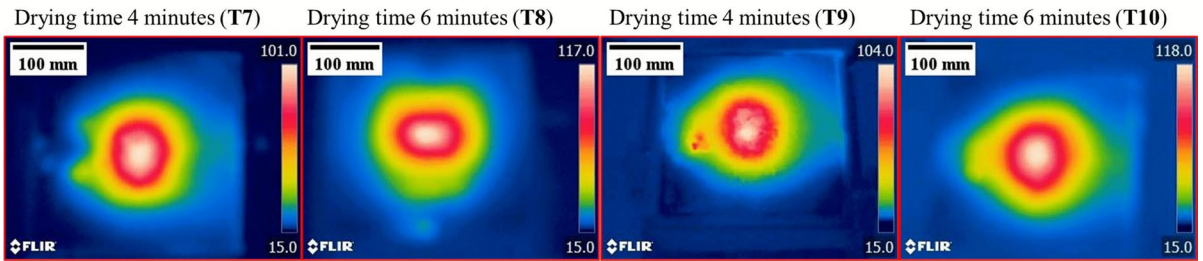 Drying time 4 minutes (T7)
Drying time 6 minutes (T8)
Drying time 4 minutes (T9)
Drying time 6 minutes (T10)
100 mm
101.0
100 mm
117.0
100 mm
104.0
100 mm
118.0
FLIR
15.0
FLIR
15.0
FLIR
15.0
FLIR
15.0